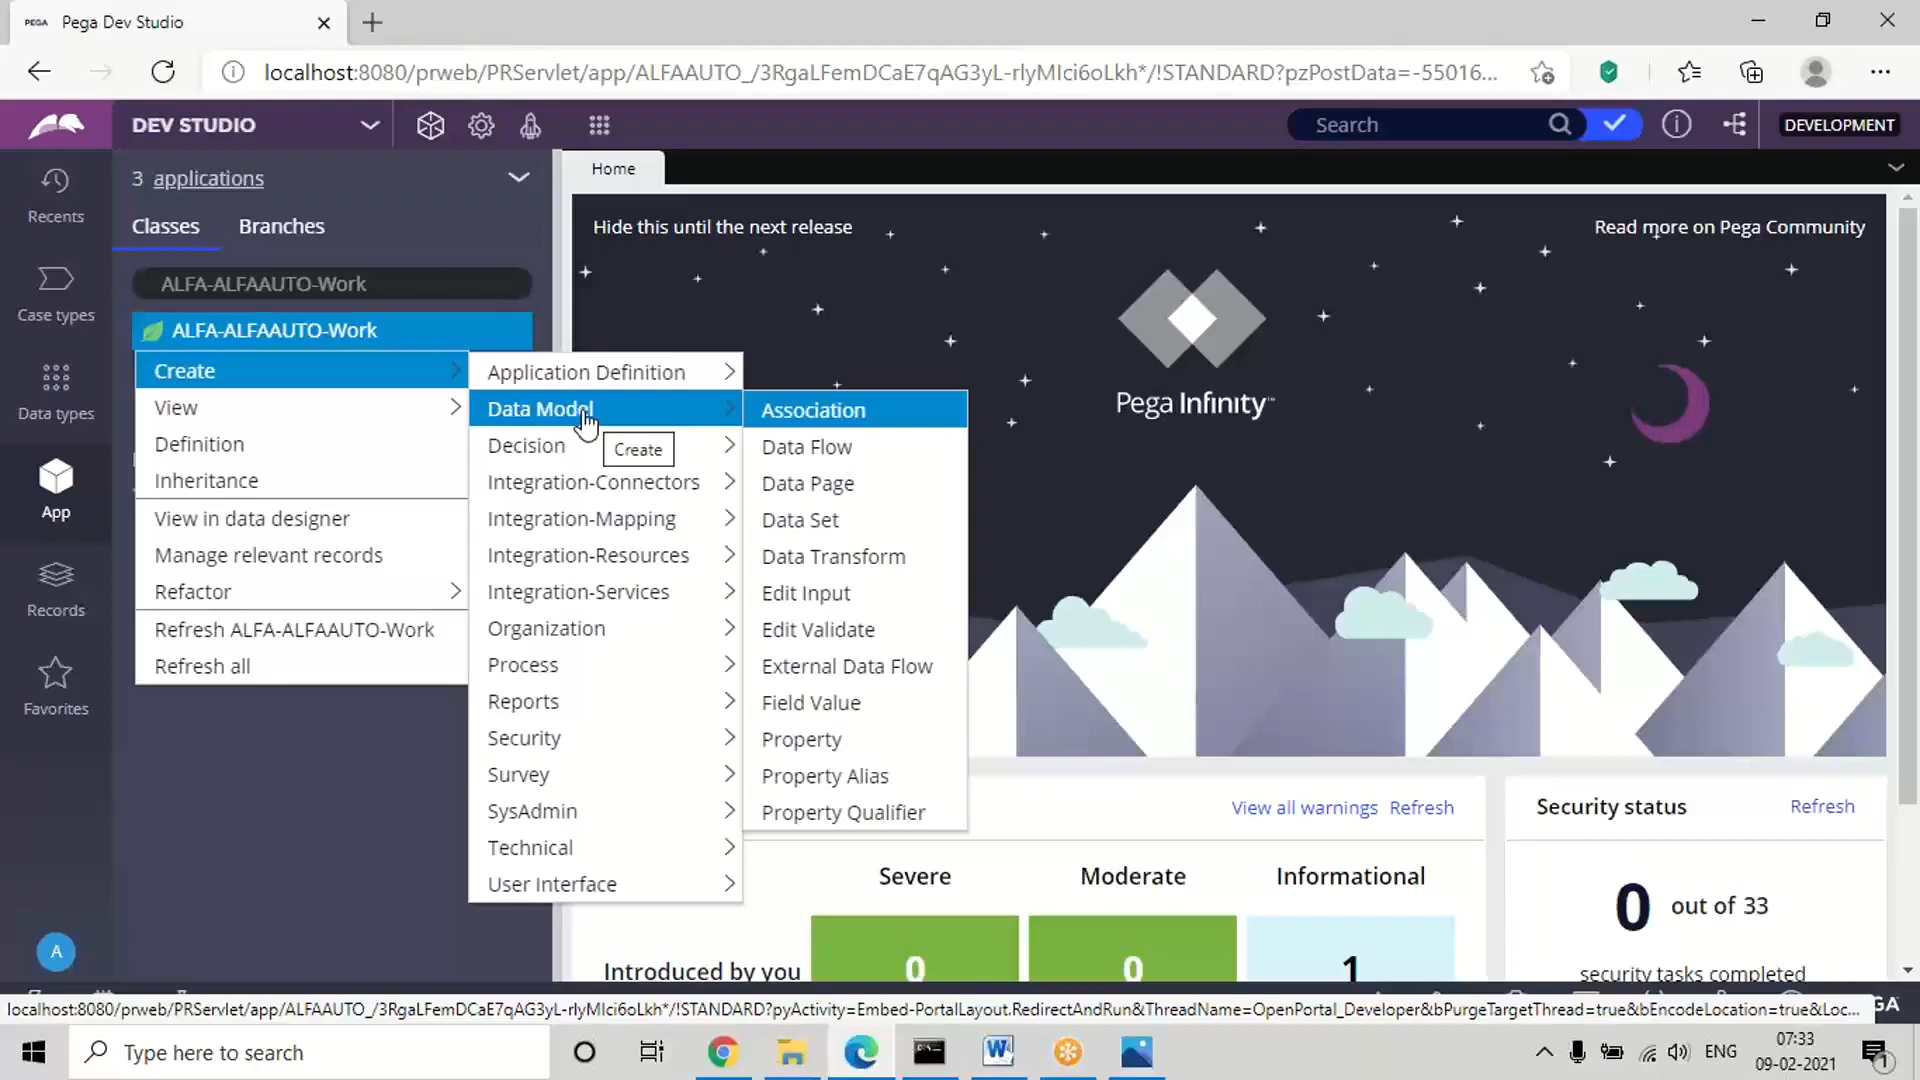 PEGA Pega Dev Studio
localhost:8080/prweb/PRServlet/app/ALFAAUTO_/3RgaLFemDCaE7qAG3yL-rlyMIci6oLkh*/!STANDARD?pzPostData=-55016...
DEV STUDIO
Search
DEVELOPMENT
Recents
Case types
Data types
App
Records
Favorites
A
3 applications
Classes Branches
ALFA-ALFAAUTO-Work
ALFA-ALFAAUTO-Work
Create
View
Definition
Inheritance
View in data designer
Manage relevant records
Refactor
Refresh ALFA-ALFAAUTO-Work
Refresh all
Application Definition
Data Model
Decision
Integration-Connectors
Integration-Mapping
Integration-Resources
Integration-Services
Organization
Process
Reports
Security
Survey
SysAdmin
Technical
User Interface
Create
Association
Data Flow
Data Page
Data Set
Data Transform
Edit Input
Edit Validate
External Data Flow
Field Value
Property
Property Alias
Property Qualifier
Home
Hide this until the next release
Read more on Pega Community
Pega Infinity™
View all warnings Refresh
Severe Moderate Informational
Introduced by you 0 0 1
Security status Refresh
0 out of 33
security tasks completed
localhost:8080/prweb/PRServlet/app/ALFAAUTO_/3RgaLFemDCaE7qAG3yL-rlyMIci6oLkh*/!STANDARD?pyActivity=Embed-PortalLayout.RedirectAndRun&ThreadName=OpenPortal_Developer&bPurgeTargetThread=true&bEncodeLocation=true&Loc...
Type here to search
ENG
07:33
09-02-2021
1